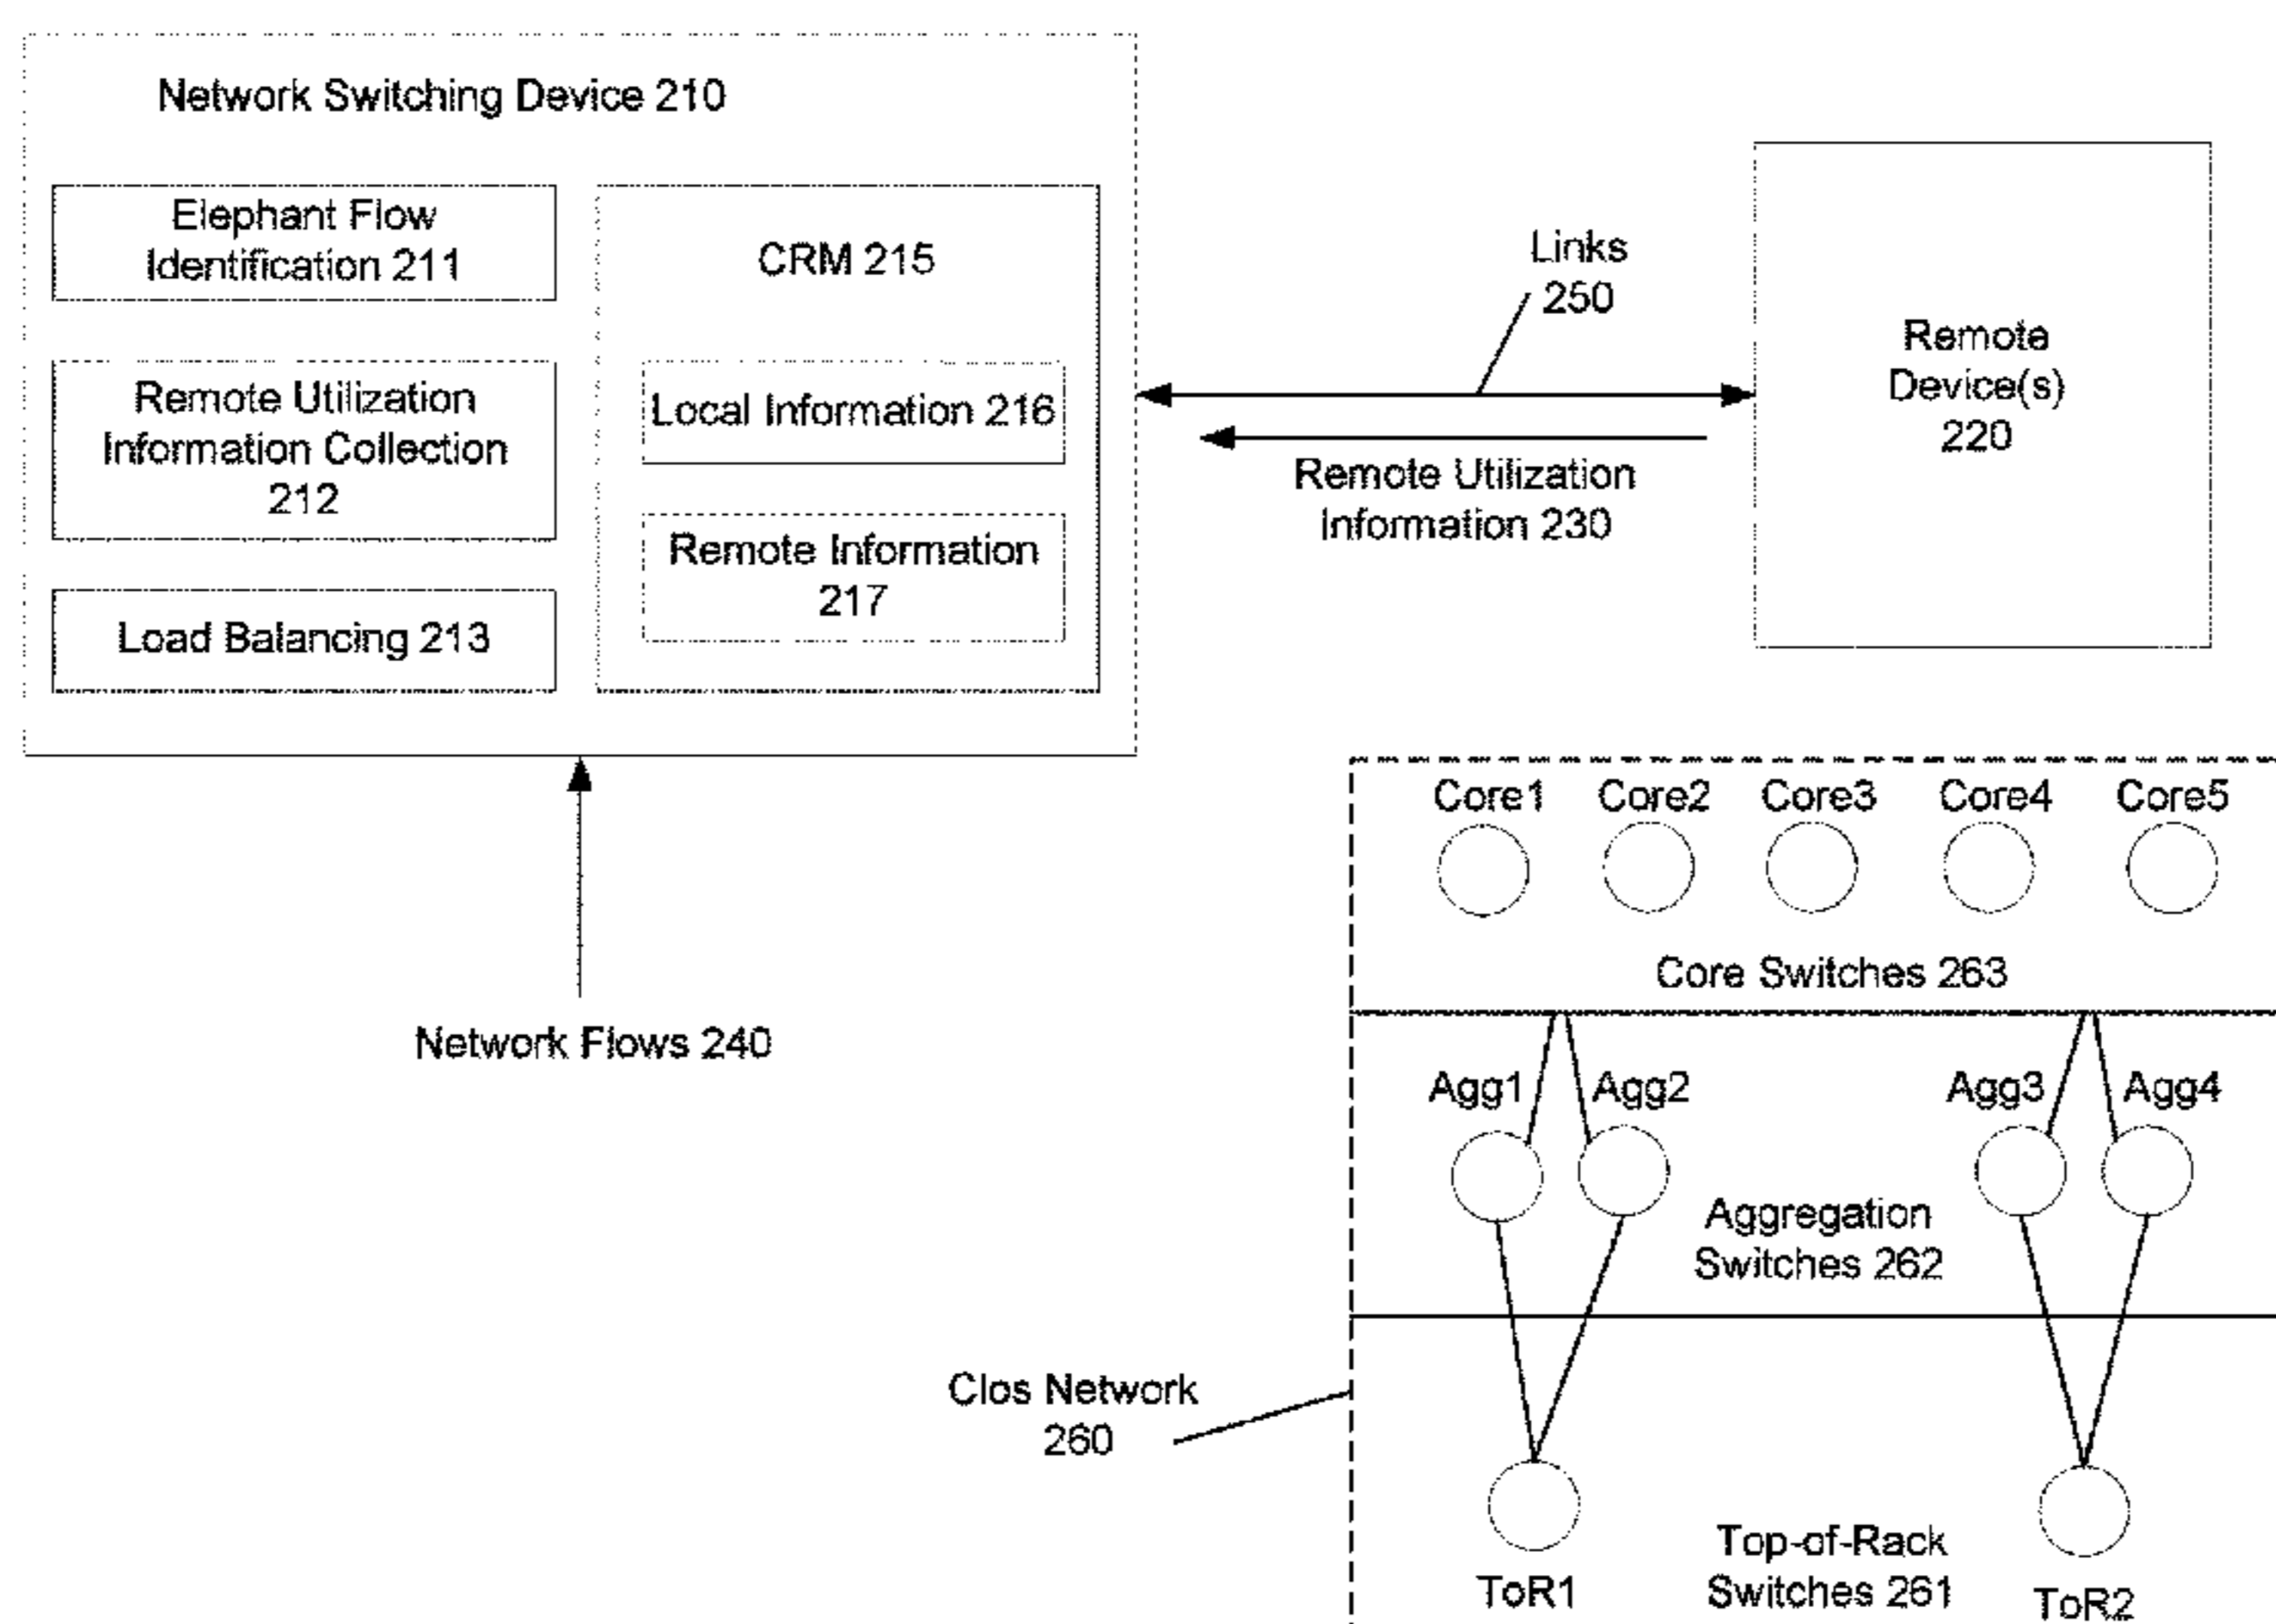 Network Switching Device 210
Elephant Flow
Identification 211
Remote Utilization
Information Collection
212
Load Balancing 213
CRM 215
Local Information 216
Remote Information
217
Links
250
Remote Utilization
Information 230
Remote
Device(s)
220
Network Flows 240
Core1 Core2 Core3 Core4 Core5
Core Switches 263
Agg1 Agg2 Agg3 Agg4
Aggregation
Switches 262
Clos Network
260
Top-of-Rack
Switches 261
ToR1 ToR2